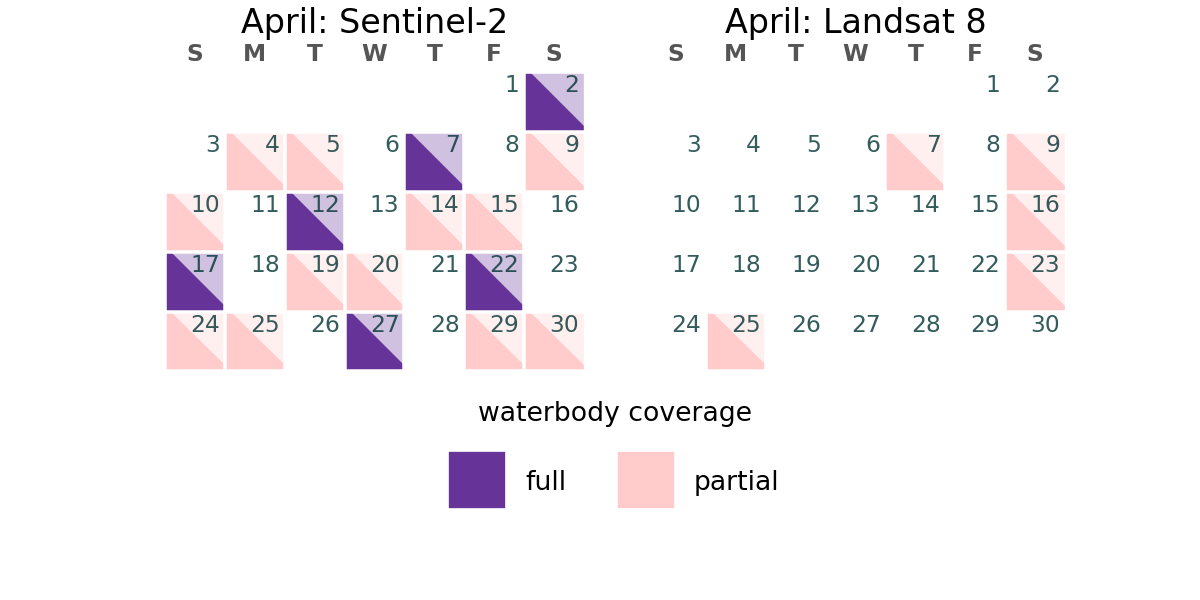 April: Sentinel-2
S M T W T F S
1 2
3 4 5 6 7 8 9
10 11 12 13 14 15 16
17 18 19 20 21 22 23
24 25 26 27 28 29 30
April: Landsat 8
S M T W T F S
1 2
3 4 5 6 7 8 9
10 11 12 13 14 15 16
17 18 19 20 21 22 23
24 25 26 27 28 29 30
waterbody coverage
full partial